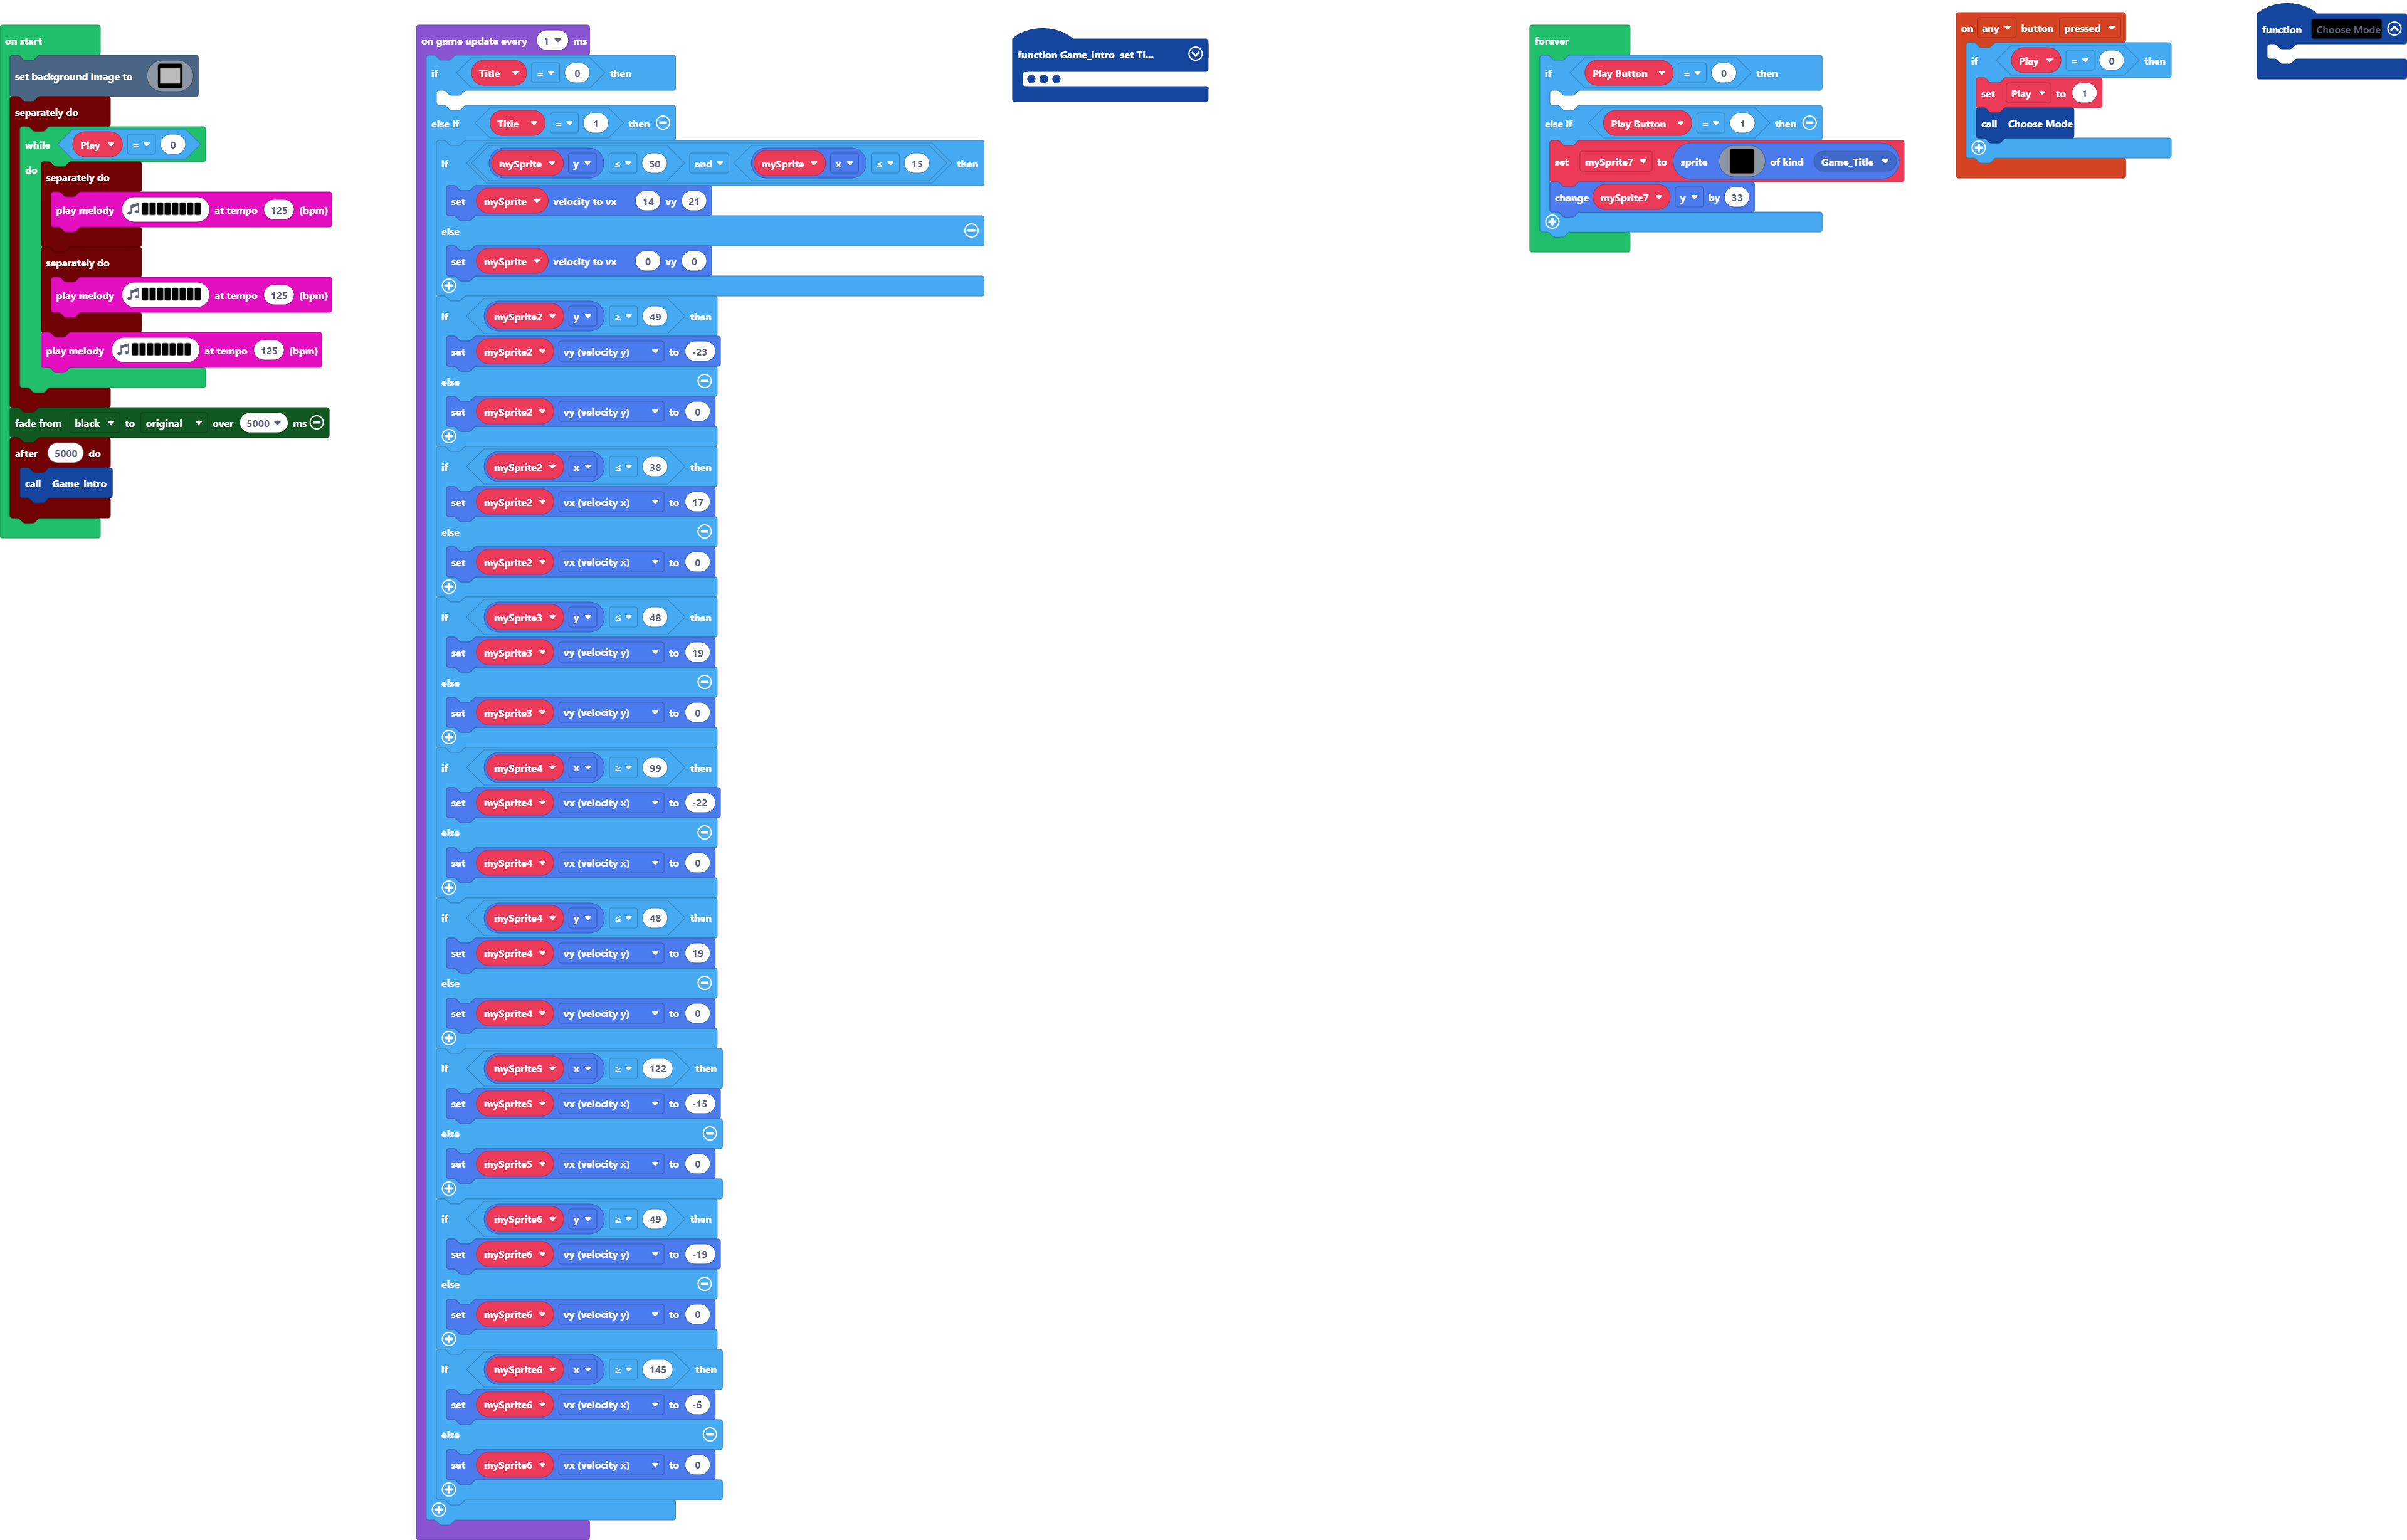 on start
set background image to
separately do
while Play = 0
do
separately do
play melody at tempo 125 (bpm)
separately do
play melody at tempo 125 (bpm)
play melody at tempo 125 (bpm)
fade from black to original over 5000 ms
after 5000 do
call Game_Intro
on game update every 1 ms
if Title = 0 then
else if Title = 1 then
if mySprite y ≤ 50 and mySprite x ≤ 15 then
set mySprite velocity to vx 14 vy 21
else
set mySprite velocity to vx 0 vy 0
if mySprite2 y ≥ 49 then
set mySprite2 vy (velocity y) to -23
else
set mySprite2 vy (velocity y) to 0
if mySprite2 x ≤ 38 then
set mySprite2 vx (velocity x) to 17
else
set mySprite2 vx (velocity x) to 0
if mySprite3 y ≤ 48 then
set mySprite3 vy (velocity y) to 19
else
set mySprite3 vy (velocity y) to 0
if mySprite4 x ≥ 99 then
set mySprite4 vx (velocity x) to -22
else
set mySprite4 vx (velocity x) to 0
if mySprite4 y ≤ 48 then
set mySprite4 vy (velocity y) to 19
else
set mySprite4 vy (velocity y) to 0
if mySprite5 x ≥ 122 then
set mySprite5 vx (velocity x) to -15
else
set mySprite5 vx (velocity x) to 0
if mySprite6 y ≥ 49 then
set mySprite6 vy (velocity y) to -19
else
set mySprite6 vy (velocity y) to 0
if mySprite6 x ≥ 145 then
set mySprite6 vx (velocity x) to -6
else
set mySprite6 vx (velocity x) to 0
function Game_Intro set Ti...
forever
if Play Button = 0 then
else if Play Button = 1 then
set mySprite7 to sprite of kind Game_Title
change mySprite7 y by 33
on any button pressed
if Play = 0 then
set Play to 1
call Choose Mode
function Choose Mode